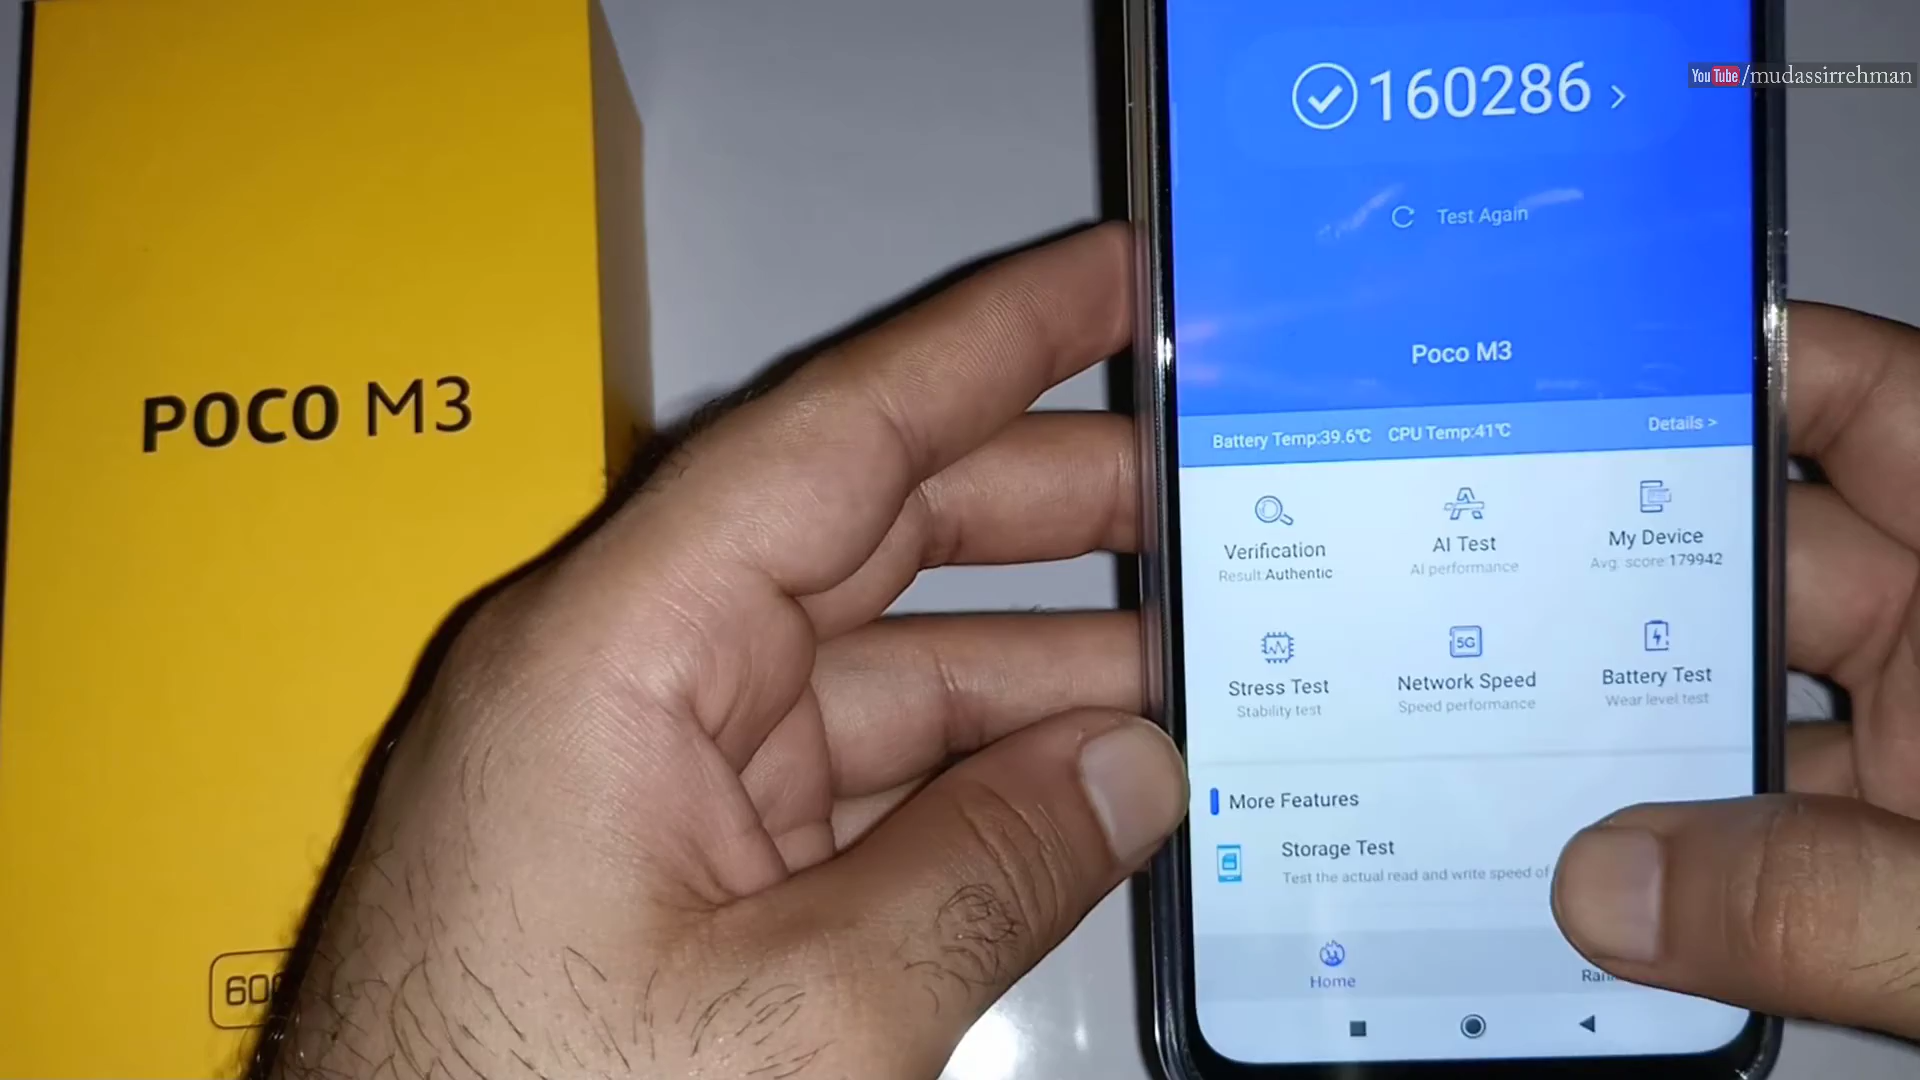 POCO M3
600
YouTube/mudassirrehman
160286 >
Test Again
Poco M3
Battery Temp:39.6℃ CPU Temp:41℃ Details >
Verification
Result:Authentic
AI Test
AI performance
My Device
Avg. score:179942
Stress Test
Stability test
5G
Network Speed
Speed performance
Battery Test
Wear level test
More Features
Storage Test
Test the actual read and write speed of
Home